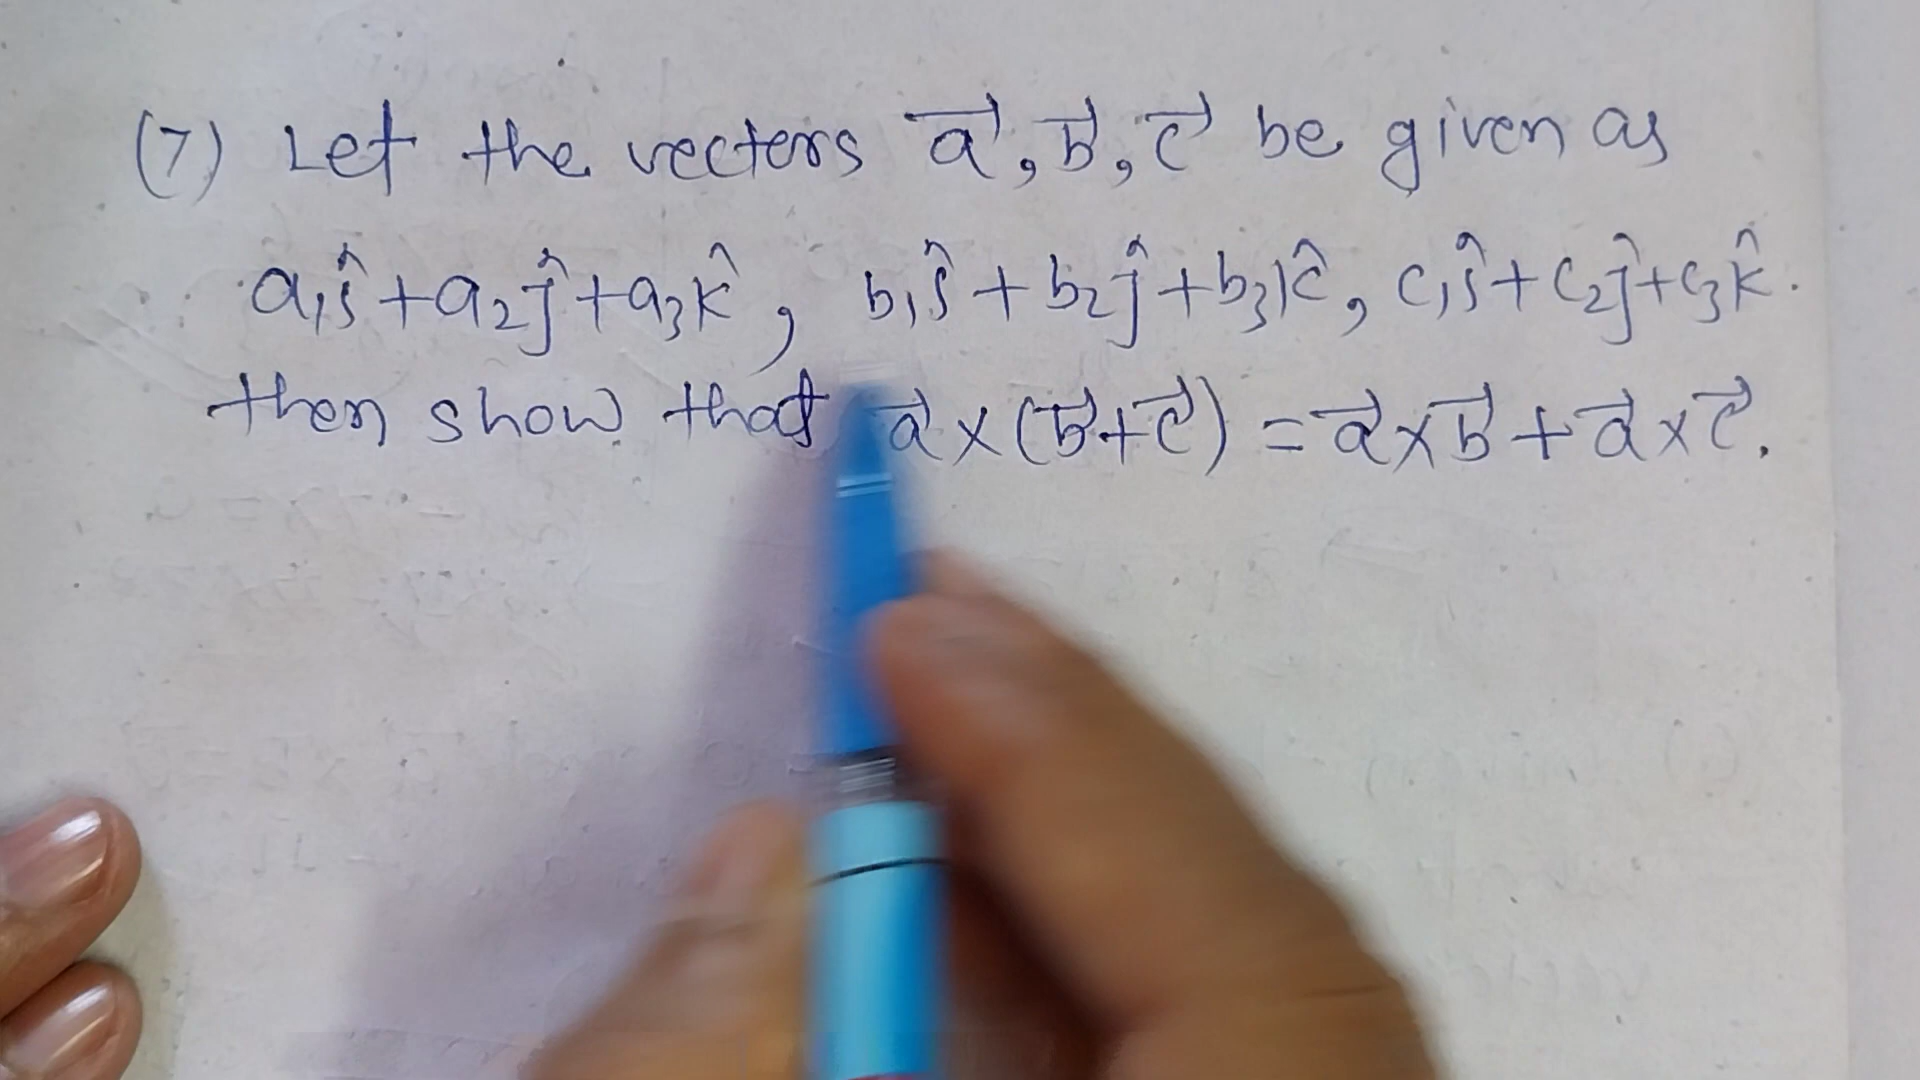 (7) Let the vecters a⃗, b⃗, c⃗ be given as
a₁î + a₂ĵ + a₃k̂, b₁î + b₂ĵ + b₃k̂, c₁î + c₂ĵ + c₃k̂.
then show that a⃗ × (b⃗ + c⃗) = a⃗ × b⃗ + a⃗ × c⃗.